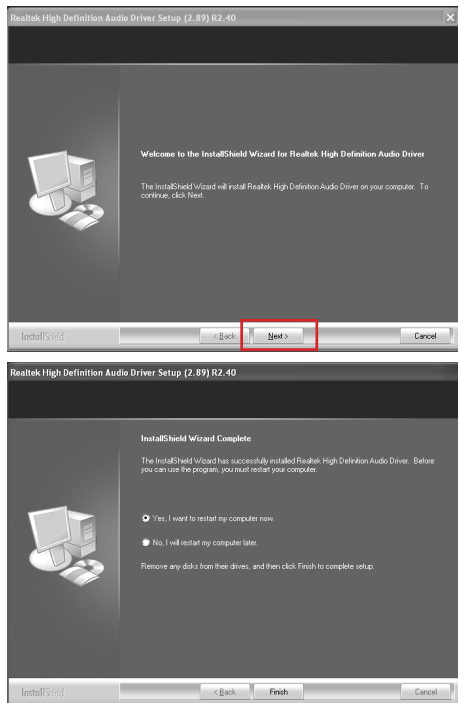 Realtek High Definition Audio Driver Setup (2.89) R2.40
Welcome to the InstallShield Wizard for Realtek High Definition Audio Driver
The InstallShield Wizard will install Realtek High Definition Audio Driver on your computer. To
continue, click Next.
InstallShield
< Back
Next >
Cancel
Realtek High Definition Audio Driver Setup (2.89) R2.40
InstallShield Wizard Complete
The InstallShield Wizard has successfully installed Realtek High Definition Audio Driver. Before
you can use the program, you must restart your computer.
Yes, I want to restart my computer now.
No, I will restart my computer later.
Remove any disks from their drives, and then click Finish to complete setup.
InstallShield
< Back
Finish
Cancel